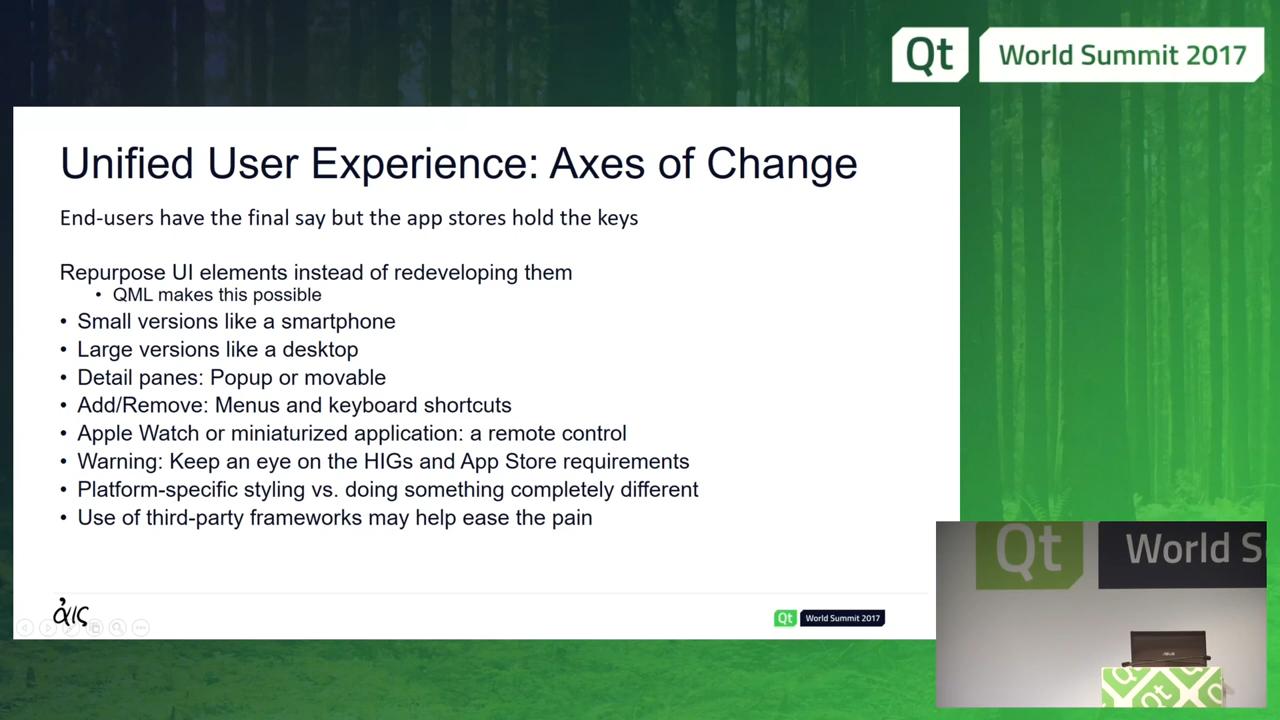 Qt World Summit 2017
Unified User Experience: Axes of Change
End-users have the final say but the app stores hold the keys
Repurpose UI elements instead of redeveloping them
• QML makes this possible
• Small versions like a smartphone
• Large versions like a desktop
• Detail panes: Popup or movable
• Add/Remove: Menus and keyboard shortcuts
• Apple Watch or miniaturized application: a remote control
• Warning: Keep an eye on the HIGs and App Store requirements
• Platform-specific styling vs. doing something completely different
• Use of third-party frameworks may help ease the pain
ἀις
Qt World Summit 2017
Qt World S
ASUS
Qt